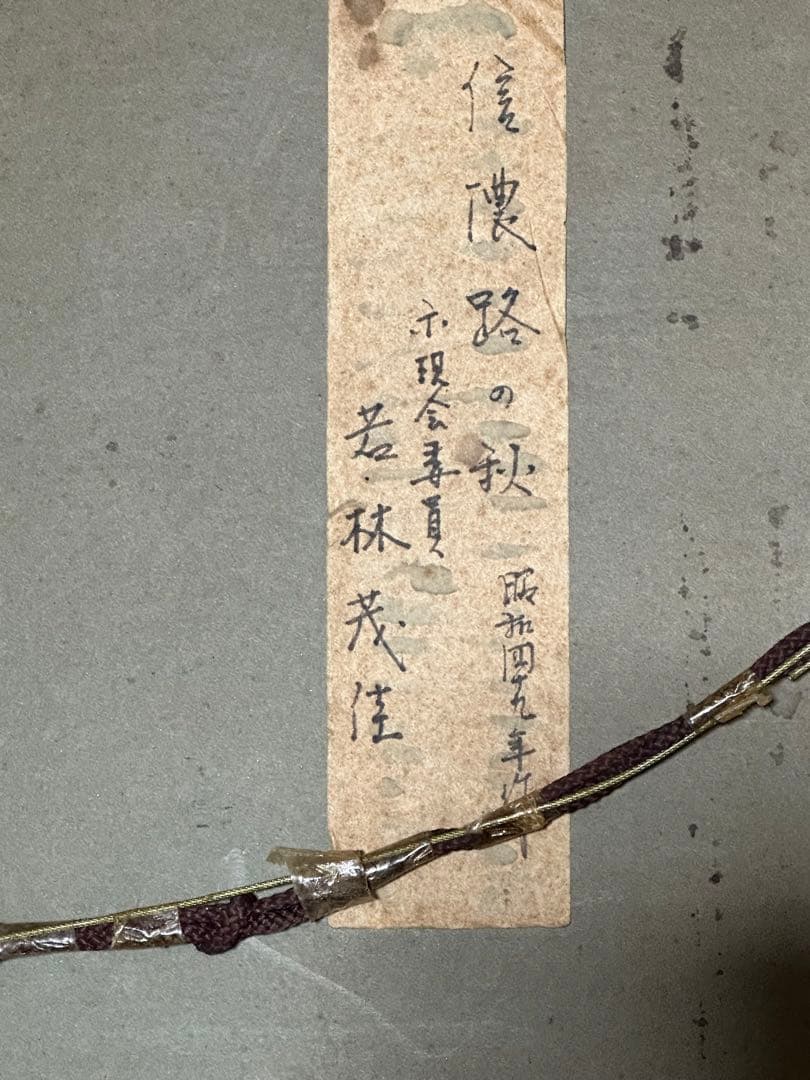 信濃路の秋
昭和四十九年作
示現会委員
若林茂佳